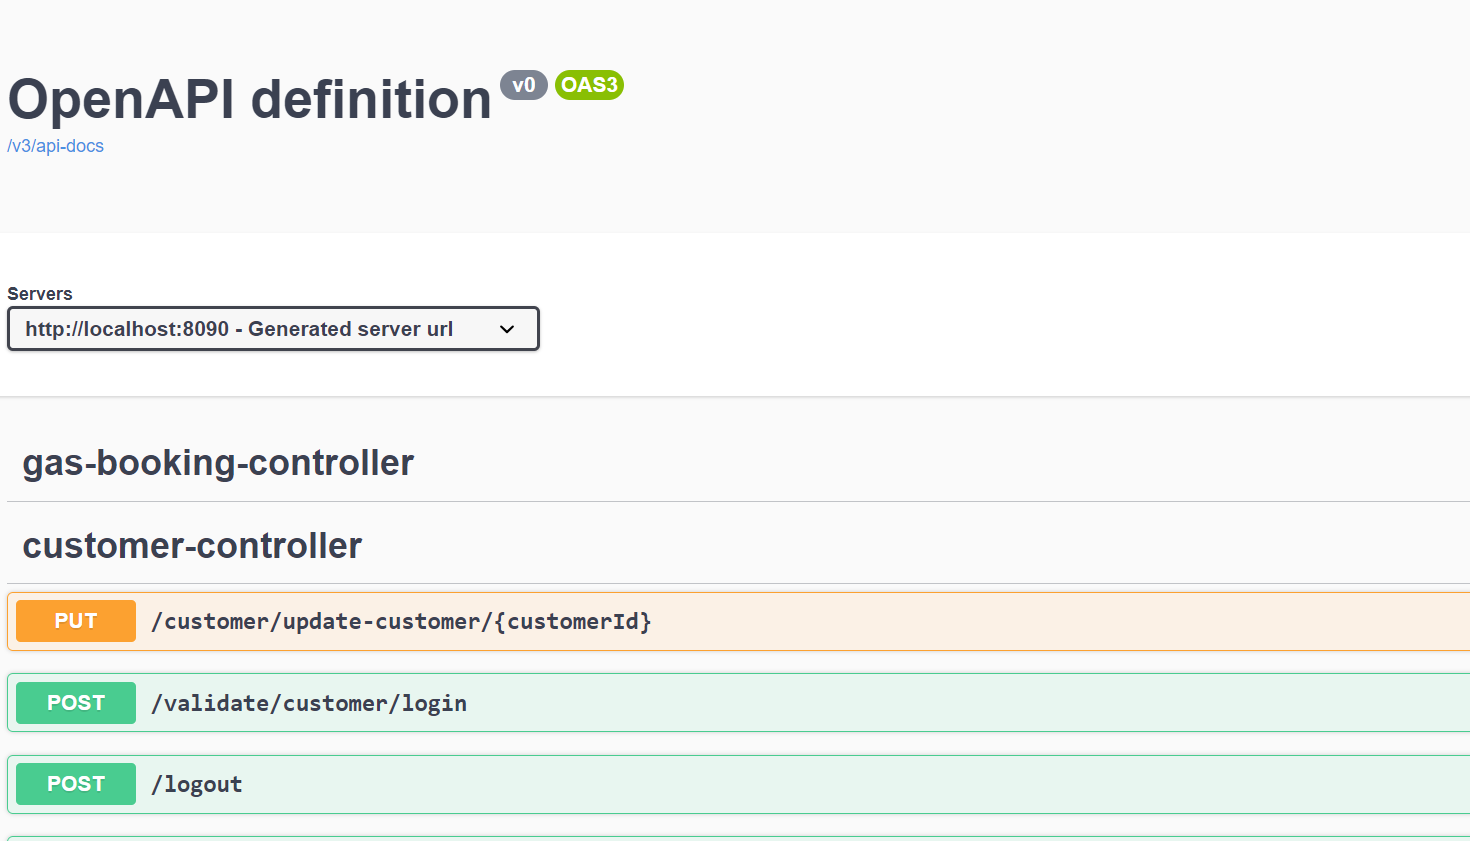 OpenAPI definition v0 OAS3
/v3/api-docs
Servers
http://localhost:8090 - Generated server url
gas-booking-controller
customer-controller
PUT /customer/update-customer/{customerId}
POST /validate/customer/login
POST /logout